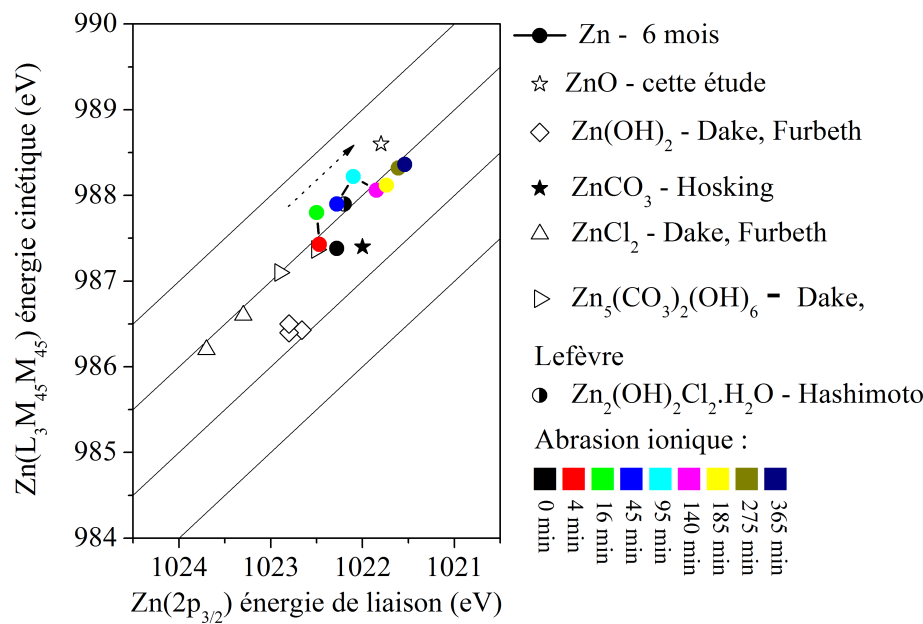 990
989
988
987
986
985
984
Zn(L₃M₄₅M₄₅) énergie cinétique (eV)
1024
1023
1022
1021
Zn(2p₃/₂) énergie de liaison (eV)
Zn - 6 mois
ZnO - cette étude
Zn(OH)₂ - Dake, Furbeth
ZnCO₃ - Hosking
ZnCl₂ - Dake, Furbeth
Zn₅(CO₃)₂(OH)₆ - Dake,
Lefèvre
Zn₂(OH)₂Cl₂.H₂O - Hashimoto
Abrasion ionique :
0 min
4 min
16 min
45 min
95 min
140 min
185 min
275 min
365 min